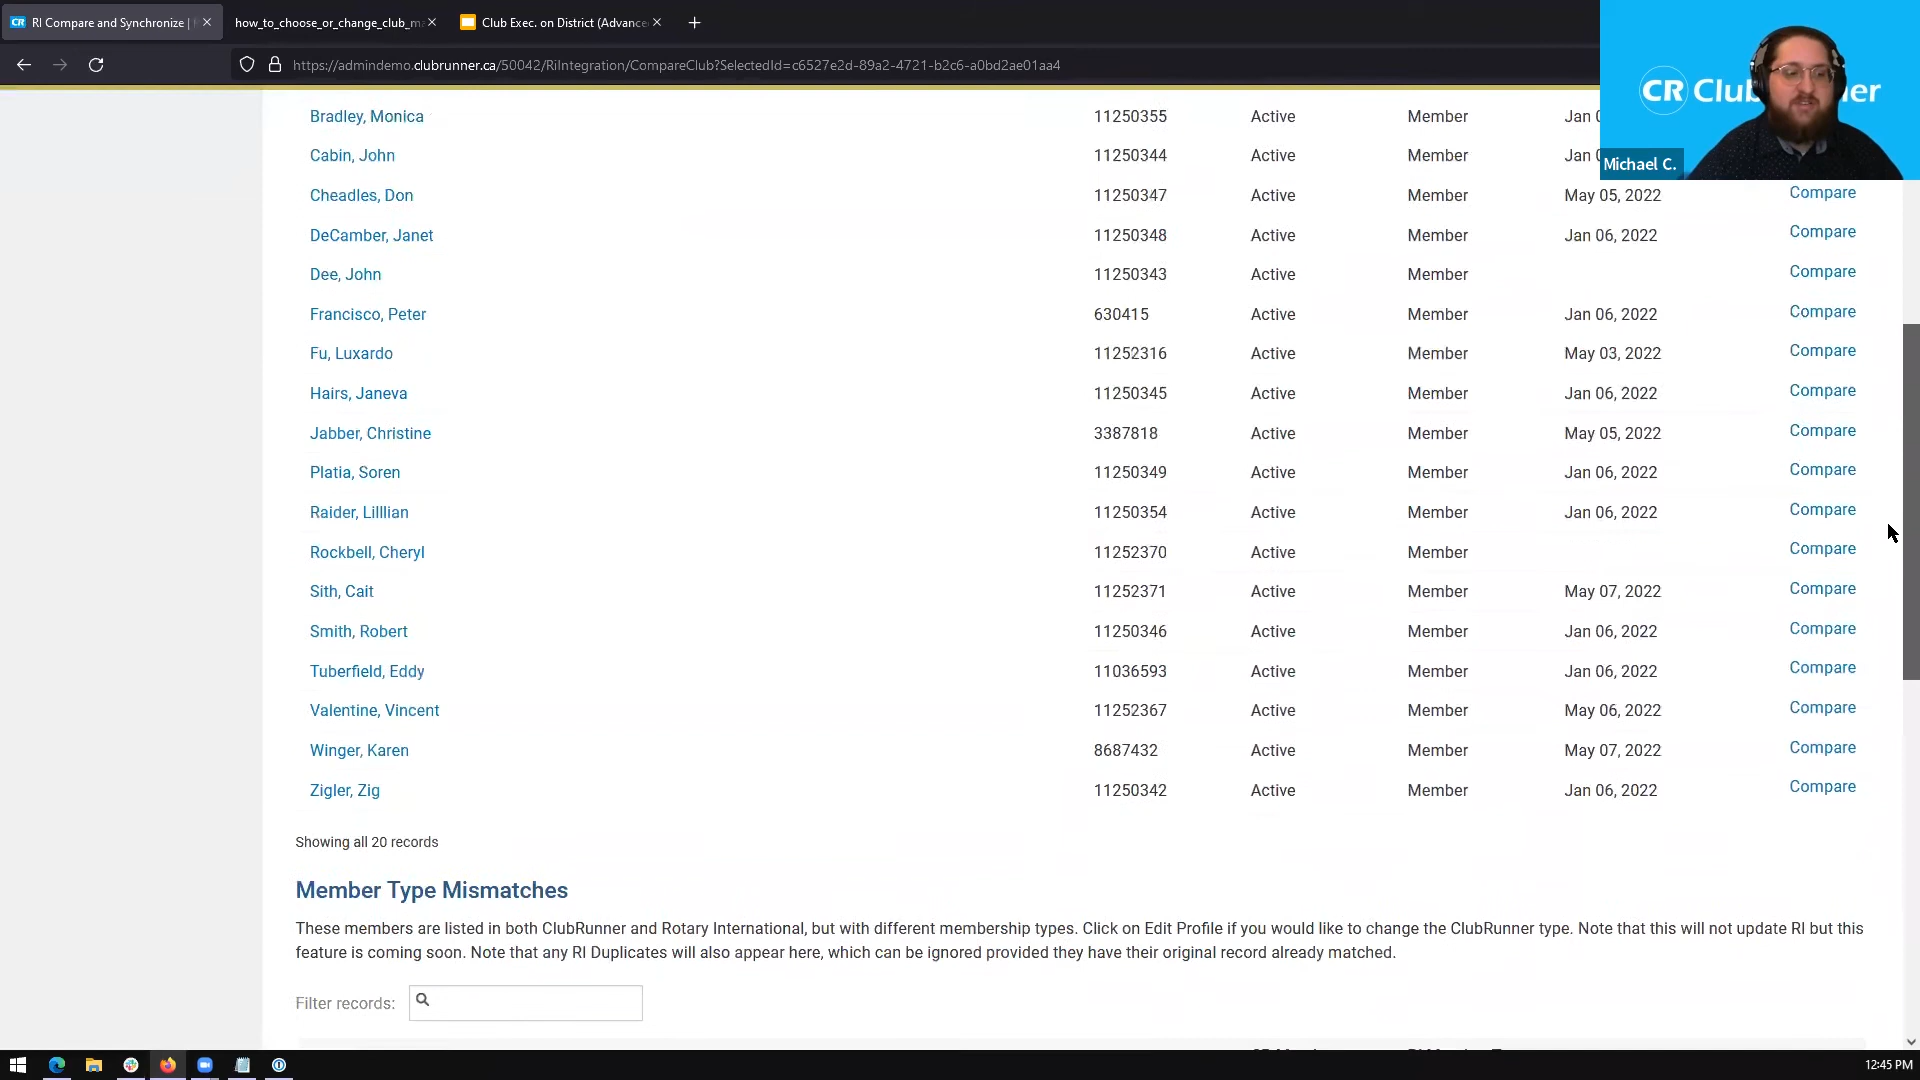 RI Compare and Synchronize |
how_to_choose_or_change_club_m
Club Exec. on District (Advance
https://admindemo.clubrunner.ca/50042/RiIntegration/CompareClub?SelectedId=c6527e2d-89a2-4721-b2c6-a0bd2ae01aa4
CR Clu ner
Michael C.
Bradley, Monica 11250355 Active Member Jan 0
Cabin, John 11250344 Active Member Jan 0
Cheadles, Don 11250347 Active Member May 05, 2022 Compare
DeCamber, Janet 11250348 Active Member Jan 06, 2022 Compare
Dee, John 11250343 Active Member Compare
Francisco, Peter 630415 Active Member Jan 06, 2022 Compare
Fu, Luxardo 11252316 Active Member May 03, 2022 Compare
Hairs, Janeva 11250345 Active Member Jan 06, 2022 Compare
Jabber, Christine 3387818 Active Member May 05, 2022 Compare
Platia, Soren 11250349 Active Member Jan 06, 2022 Compare
Raider, Lilllian 11250354 Active Member Jan 06, 2022 Compare
Rockbell, Cheryl 11252370 Active Member Compare
Sith, Cait 11252371 Active Member May 07, 2022 Compare
Smith, Robert 11250346 Active Member Jan 06, 2022 Compare
Tuberfield, Eddy 11036593 Active Member Jan 06, 2022 Compare
Valentine, Vincent 11252367 Active Member May 06, 2022 Compare
Winger, Karen 8687432 Active Member May 07, 2022 Compare
Zigler, Zig 11250342 Active Member Jan 06, 2022 Compare
Showing all 20 records
Member Type Mismatches
These members are listed in both ClubRunner and Rotary International, but with different membership types. Click on Edit Profile if you would like to change the ClubRunner type. Note that this will not update RI but this
feature is coming soon. Note that any RI Duplicates will also appear here, which can be ignored provided they have their original record already matched.
Filter records:
12:45 PM